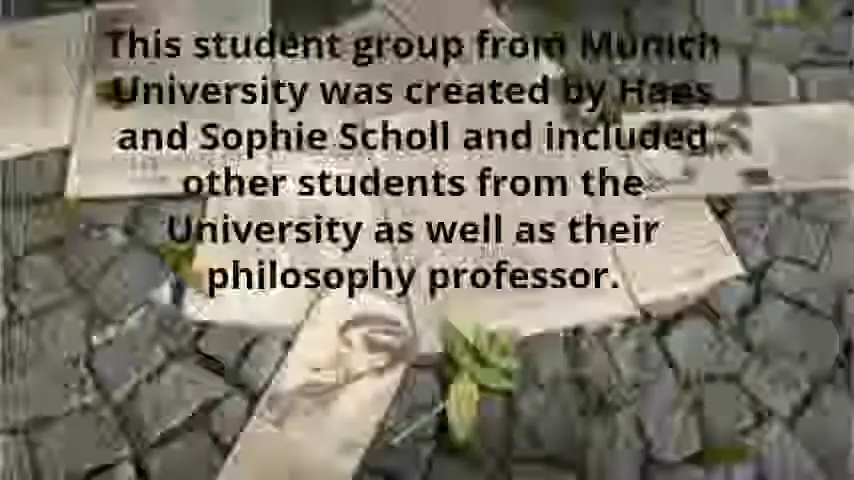 This student group from Munich
University was created by Hans
and Sophie Scholl and included
other students from the
University as well as their
philosophy professor.